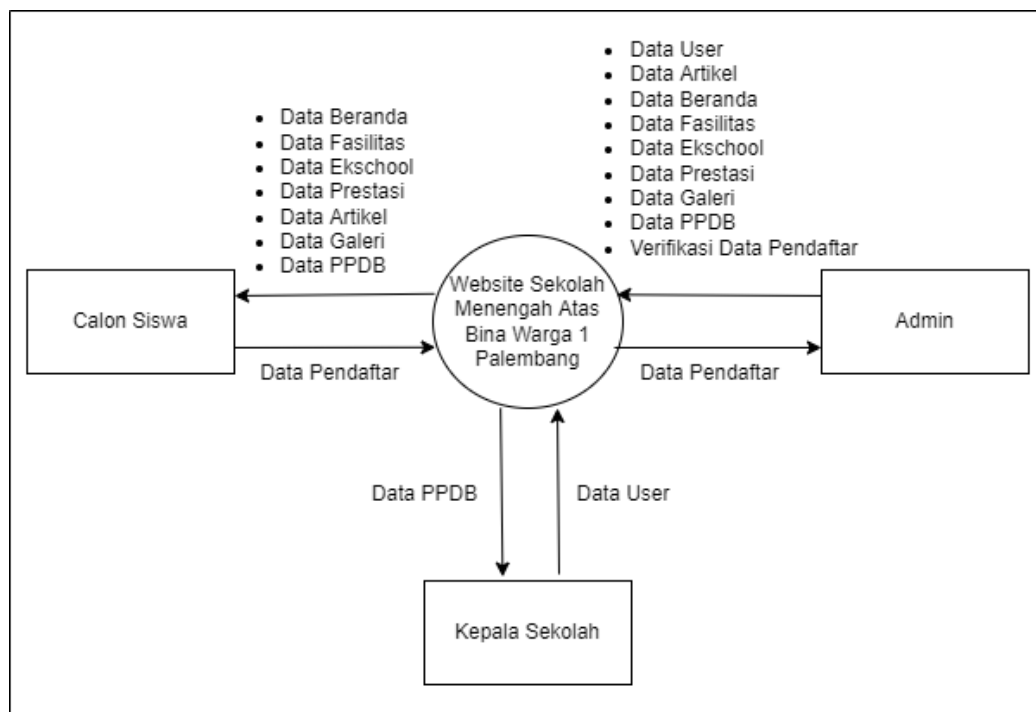 • Data User
• Data Artikel
• Data Beranda
• Data Fasilitas
• Data Ekschool
• Data Prestasi
• Data Galeri
• Data PPDB
• Verifikasi Data Pendaftar
• Data Beranda
• Data Fasilitas
• Data Ekschool
• Data Prestasi
• Data Artikel
• Data Galeri
• Data PPDB
Calon Siswa
Website Sekolah
Menengah Atas
Bina Warga 1
Palembang
Admin
Data Pendaftar
Data Pendaftar
Data PPDB
Data User
Kepala Sekolah